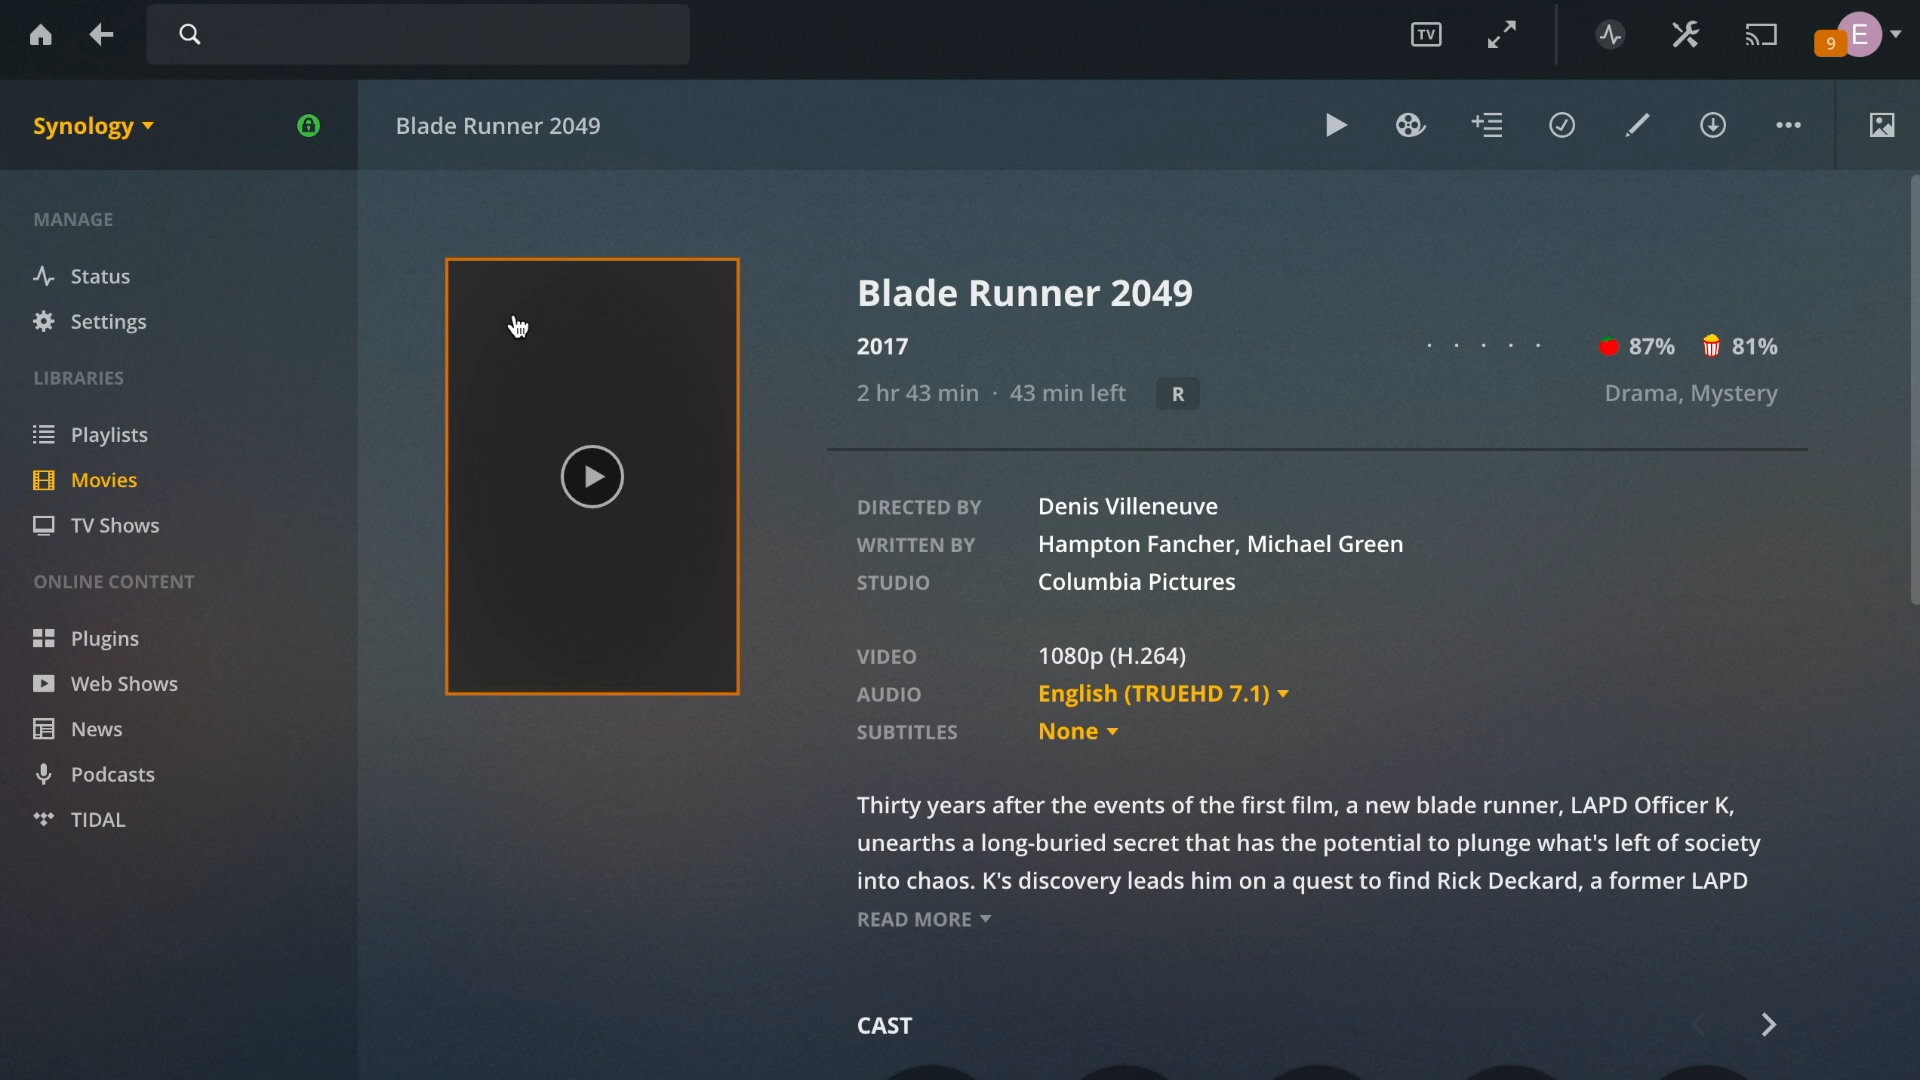 TV
9
E
Synology
Blade Runner 2049
MANAGE
Status
Settings
LIBRARIES
Playlists
Movies
TV Shows
ONLINE CONTENT
Plugins
Web Shows
News
Podcasts
TIDAL
Blade Runner 2049
2017
87% 81%
2 hr 43 min · 43 min left R
Drama, Mystery
DIRECTED BY Denis Villeneuve
WRITTEN BY Hampton Fancher, Michael Green
STUDIO Columbia Pictures
VIDEO 1080p (H.264)
AUDIO English (TRUEHD 7.1)
SUBTITLES None
Thirty years after the events of the first film, a new blade runner, LAPD Officer K,
unearths a long-buried secret that has the potential to plunge what's left of society
into chaos. K's discovery leads him on a quest to find Rick Deckard, a former LAPD
READ MORE
CAST